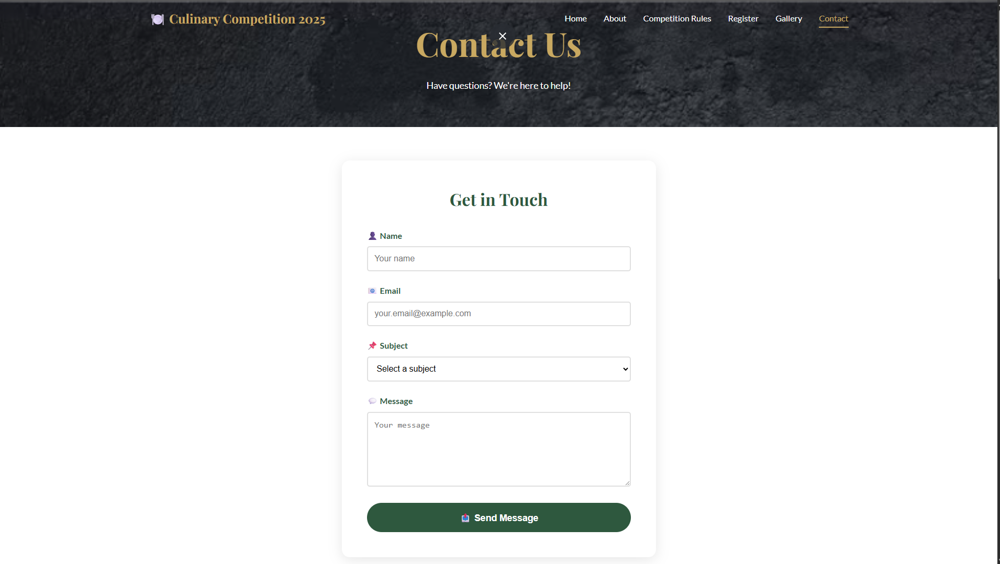 Culinary Competition 2025
Home About Competition Rules Register Gallery Contact
Contact Us
Have questions? We're here to help!
Get in Touch
Name
Your name
Email
your.email@example.com
Subject
Select a subject
Message
Your message
Send Message